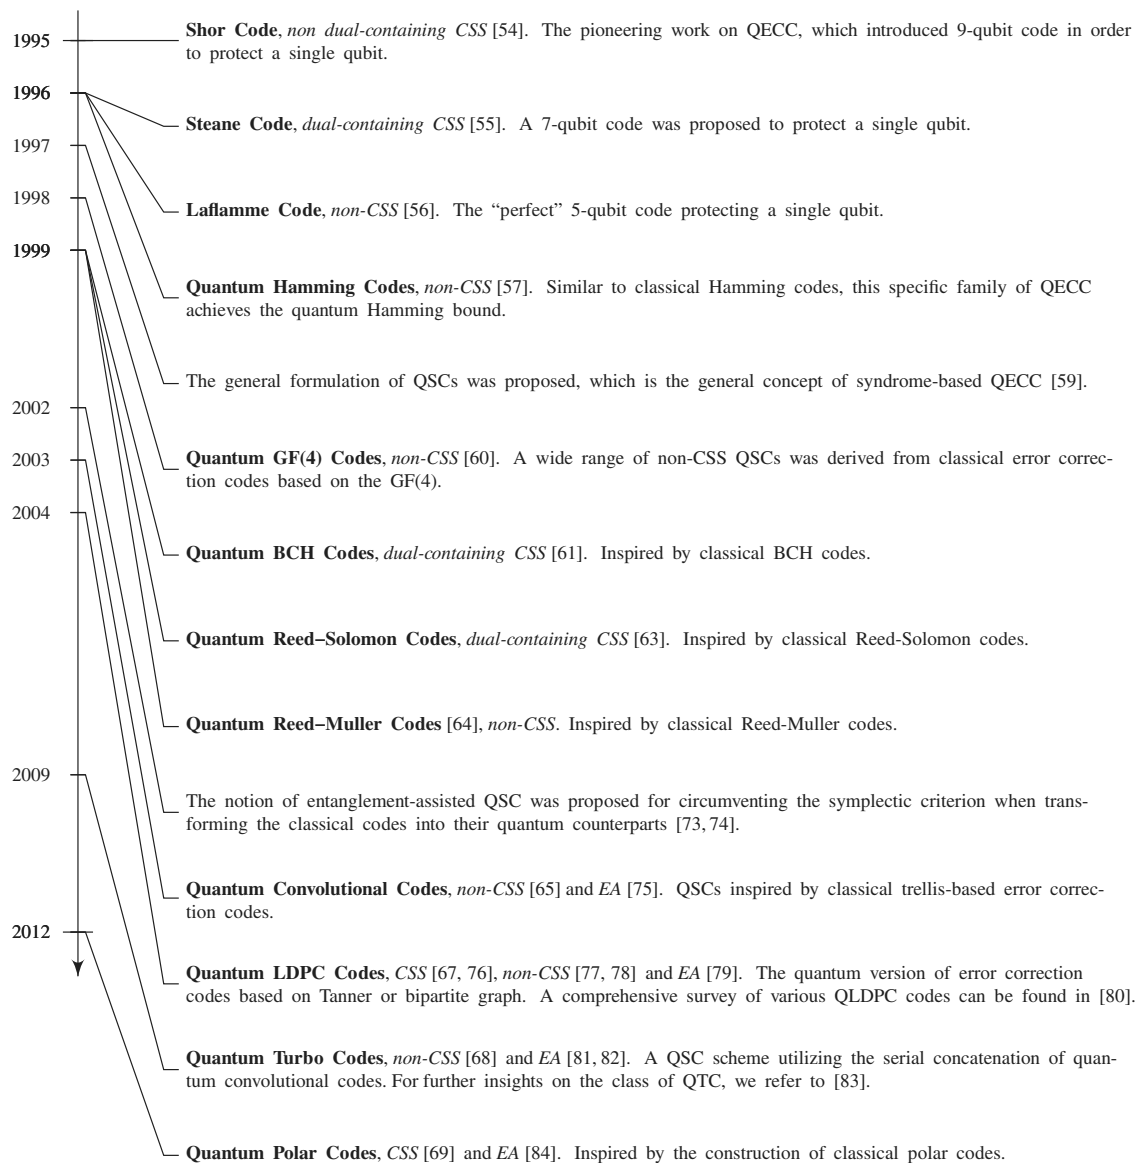 1995
Shor Code, non dual-containing CSS [54]. The pioneering work on QECC, which introduced 9-qubit code in order
to protect a single qubit.
1996
Steane Code, dual-containing CSS [55]. A 7-qubit code was proposed to protect a single qubit.
1997
1998
Laflamme Code, non-CSS [56]. The “perfect” 5-qubit code protecting a single qubit.
1999
Quantum Hamming Codes, non-CSS [57]. Similar to classical Hamming codes, this specific family of QECC
achieves the quantum Hamming bound.
The general formulation of QSCs was proposed, which is the general concept of syndrome-based QECC [59].
2002
2003
Quantum GF(4) Codes, non-CSS [60]. A wide range of non-CSS QSCs was derived from classical error correc-
tion codes based on the GF(4).
2004
Quantum BCH Codes, dual-containing CSS [61]. Inspired by classical BCH codes.
Quantum Reed–Solomon Codes, dual-containing CSS [63]. Inspired by classical Reed-Solomon codes.
Quantum Reed–Muller Codes [64], non-CSS. Inspired by classical Reed-Muller codes.
2009
The notion of entanglement-assisted QSC was proposed for circumventing the symplectic criterion when trans-
forming the classical codes into their quantum counterparts [73, 74].
Quantum Convolutional Codes, non-CSS [65] and EA [75]. QSCs inspired by classical trellis-based error correc-
tion codes.
2012
Quantum LDPC Codes, CSS [67, 76], non-CSS [77, 78] and EA [79]. The quantum version of error correction
codes based on Tanner or bipartite graph. A comprehensive survey of various QLDPC codes can be found in [80].
Quantum Turbo Codes, non-CSS [68] and EA [81, 82]. A QSC scheme utilizing the serial concatenation of quan-
tum convolutional codes. For further insights on the class of QTC, we refer to [83].
Quantum Polar Codes, CSS [69] and EA [84]. Inspired by the construction of classical polar codes.